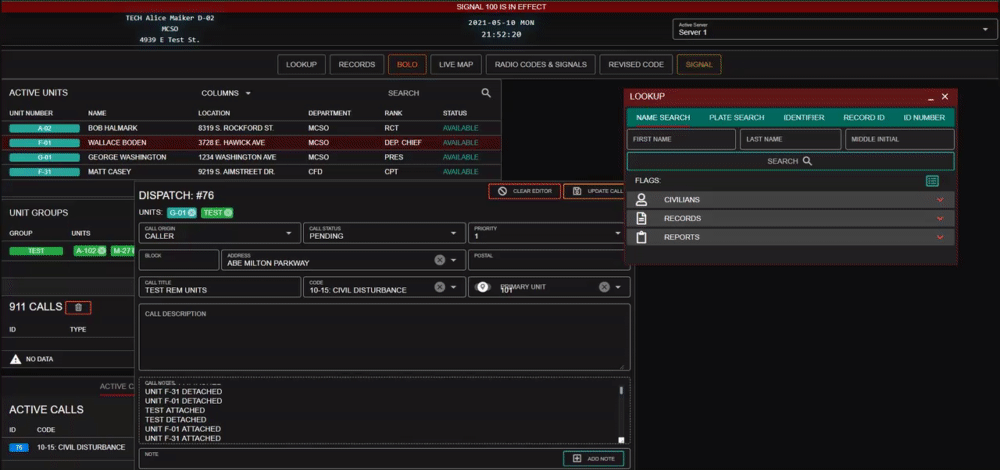 SIGNAL 100 IS IN EFFECT
TECH Alice Maiker D-02
MCSO
4939 E Test St.
2021-05-10 MON
21:52:20
Active Server
Server 1
LOOKUP RECORDS BOLO LIVE MAP RADIO CODES & SIGNALS REVISED CODE SIGNAL
ACTIVE UNITS COLUMNS SEARCH
UNIT NUMBER NAME LOCATION DEPARTMENT RANK STATUS
A-02 BOB HALMARK 8319 S. ROCKFORD ST. MCSO RCT AVAILABLE
F-01 WALLACE BODEN 3728 E. HAWICK AVE MCSO DEP. CHIEF AVAILABLE
G-01 GEORGE WASHINGTON 1234 WASHINGTON AVE MCSO PRES AVAILABLE
F-31 MATT CASEY 9219 S. AIMSTREET DR. CFD CPT AVAILABLE
UNIT GROUPS
GROUP UNITS
TEST A-102 M-27
911 CALLS
ID TYPE
NO DATA
ACTIVE
ACTIVE CALLS
ID CODE
76 10-15: CIVIL DISTURBANCE
DISPATCH: #76
CLEAR EDITOR UPDATE CALL
UNITS: G-01 TEST
CALL ORIGIN
CALLER
CALL STATUS
PENDING
PRIORITY
1
BLOCK
ADDRESS
ABE MILTON PARKWAY
POSTAL
CALL TITLE
TEST REM UNITS
CODE
10-15: CIVIL DISTURBANCE
PRIMARY UNIT
101
CALL DESCRIPTION
CALL NOTES
UNIT F-31 DETACHED
UNIT F-01 DETACHED
TEST ATTACHED
TEST DETACHED
UNIT F-01 ATTACHED
UNIT F-31 ATTACHED
NOTE
ADD NOTE
LOOKUP
NAME SEARCH PLATE SEARCH IDENTIFIER RECORD ID ID NUMBER
FIRST NAME LAST NAME MIDDLE INITIAL
SEARCH
FLAGS:
CIVILIANS
RECORDS
REPORTS